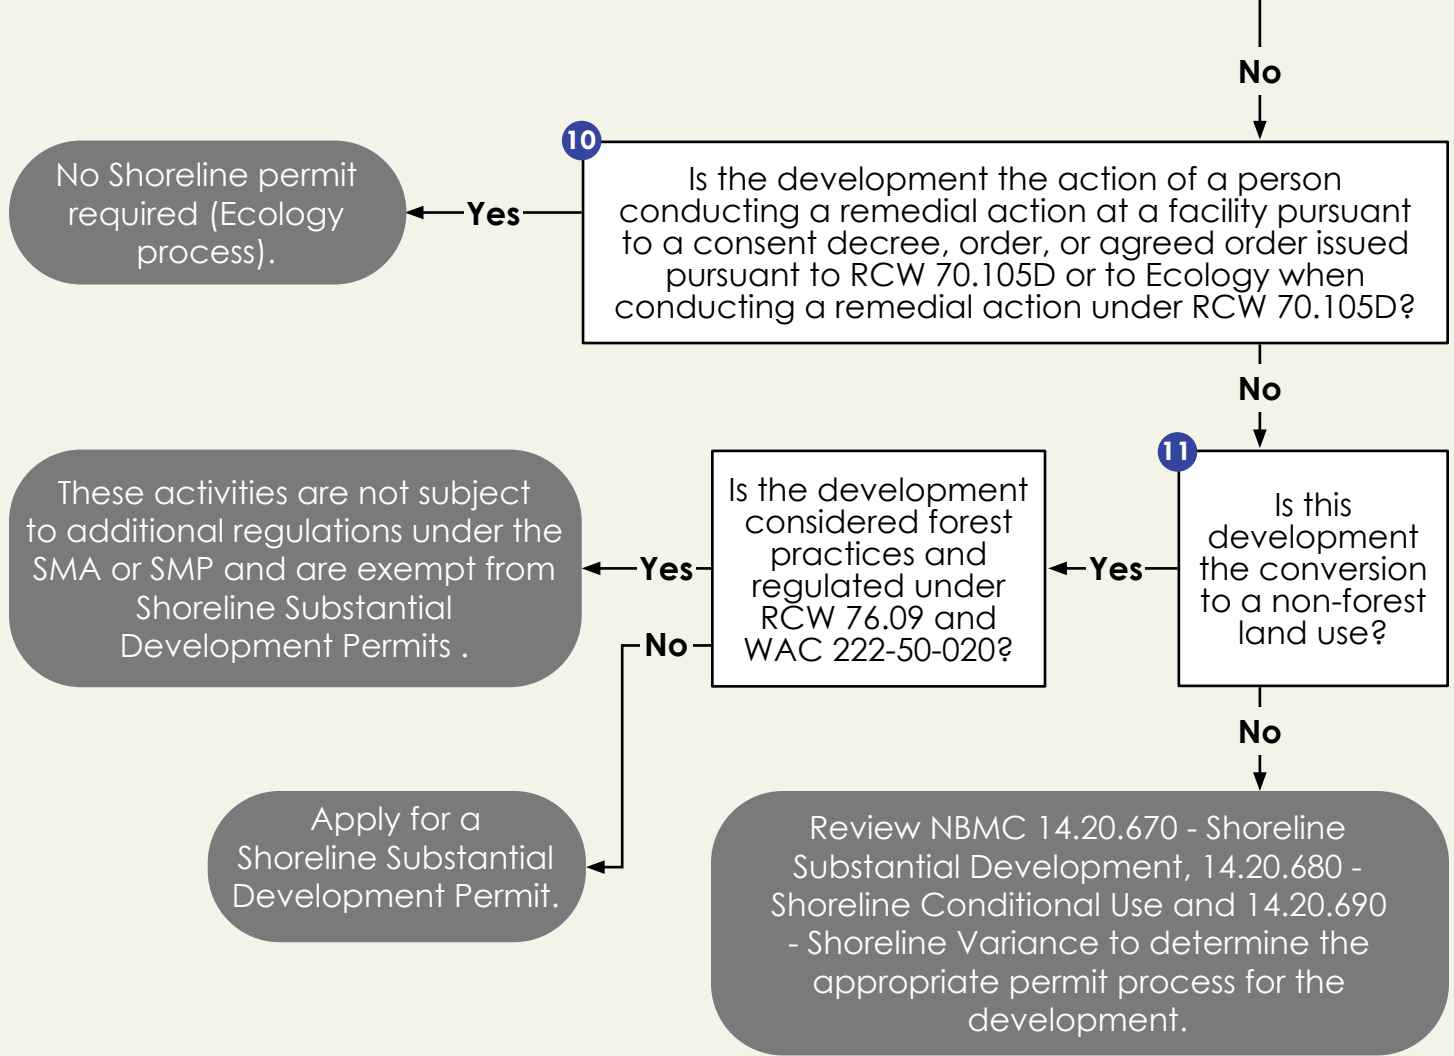 No
10
Is the development the action of a person
conducting a remedial action at a facility pursuant
to a consent decree, order, or agreed order issued
pursuant to RCW 70.105D or to Ecology when
conducting a remedial action under RCW 70.105D?
Yes
No Shoreline permit
required (Ecology
process).
No
11
Is this
development
the conversion
to a non-forest
land use?
Yes
Is the development
considered forest
practices and
regulated under
RCW 76.09 and
WAC 222-50-020?
Yes
These activities are not subject
to additional regulations under the
SMA or SMP and are exempt from
Shoreline Substantial
Development Permits .
No
Apply for a
Shoreline Substantial
Development Permit.
No
Review NBMC 14.20.670 - Shoreline
Substantial Development, 14.20.680 -
Shoreline Conditional Use and 14.20.690
- Shoreline Variance to determine the
appropriate permit process for the
development.